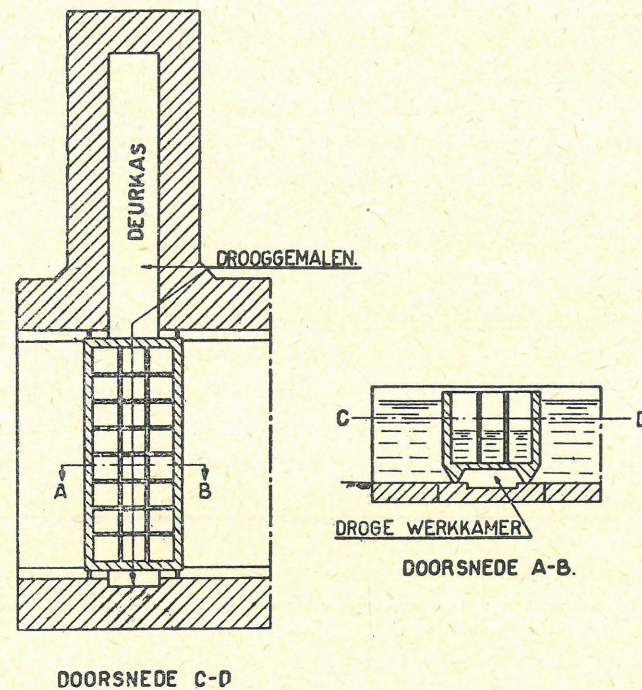 DEURKAS
DROOGGEMALEN.
A B
C D
DROGE WERKKAMER
DOORSNEDE A-B.
DOORSNEDE C-D